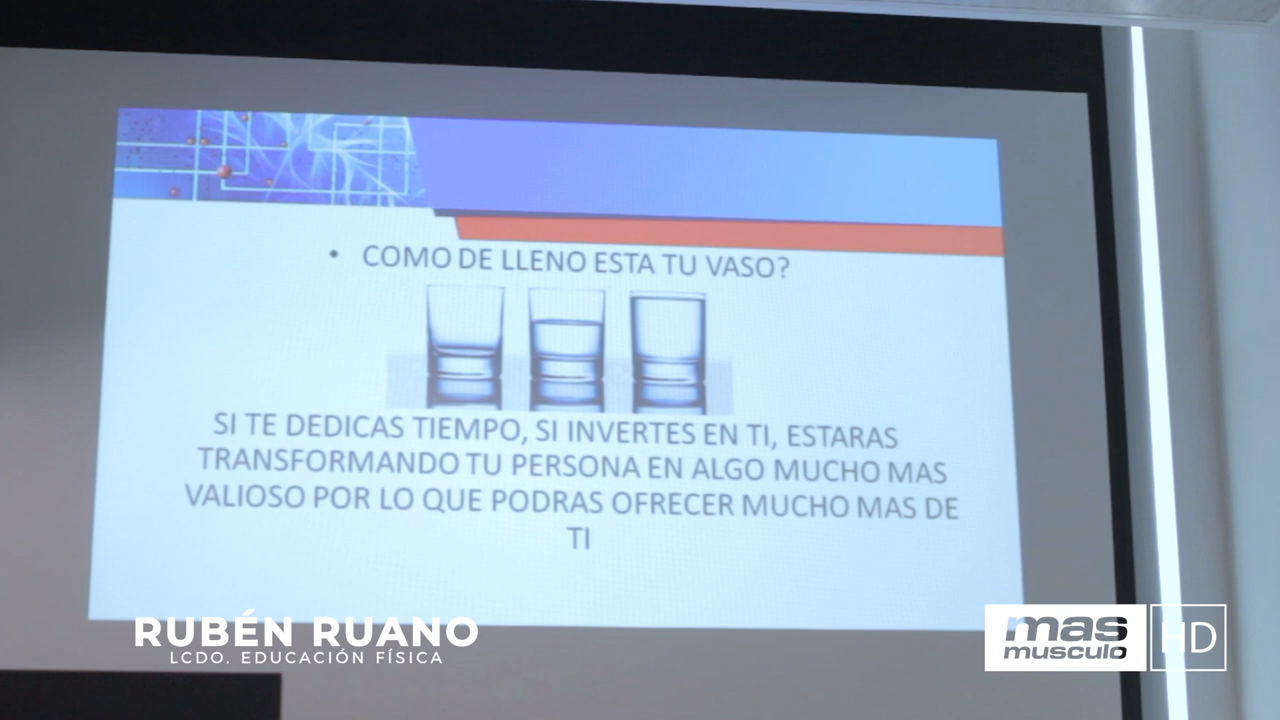 • COMO DE LLENO ESTA TU VASO?
SI TE DEDICAS TIEMPO, SI INVERTES EN TI, ESTARAS
TRANSFORMANDO TU PERSONA EN ALGO MUCHO MAS
VALIOSO POR LO QUE PODRAS OFRECER MUCHO MAS DE
TI
RUBÉN RUANO
LCDO. EDUCACIÓN FÍSICA
mas
musculo
HD